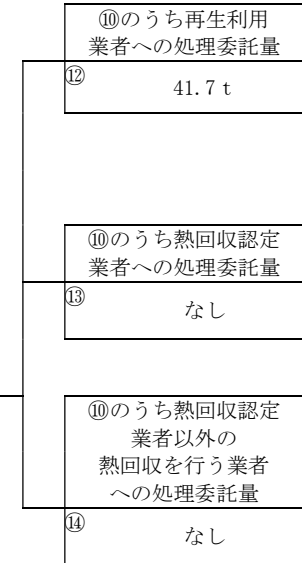 ⑩のうち再生利用
業者への処理委託量
⑫
41.7 t
⑩のうち熱回収認定
業者への処理委託量
⑬
なし
⑩のうち熱回収認定
業者以外の
熱回収を行う業者
への処理委託量
⑭
なし